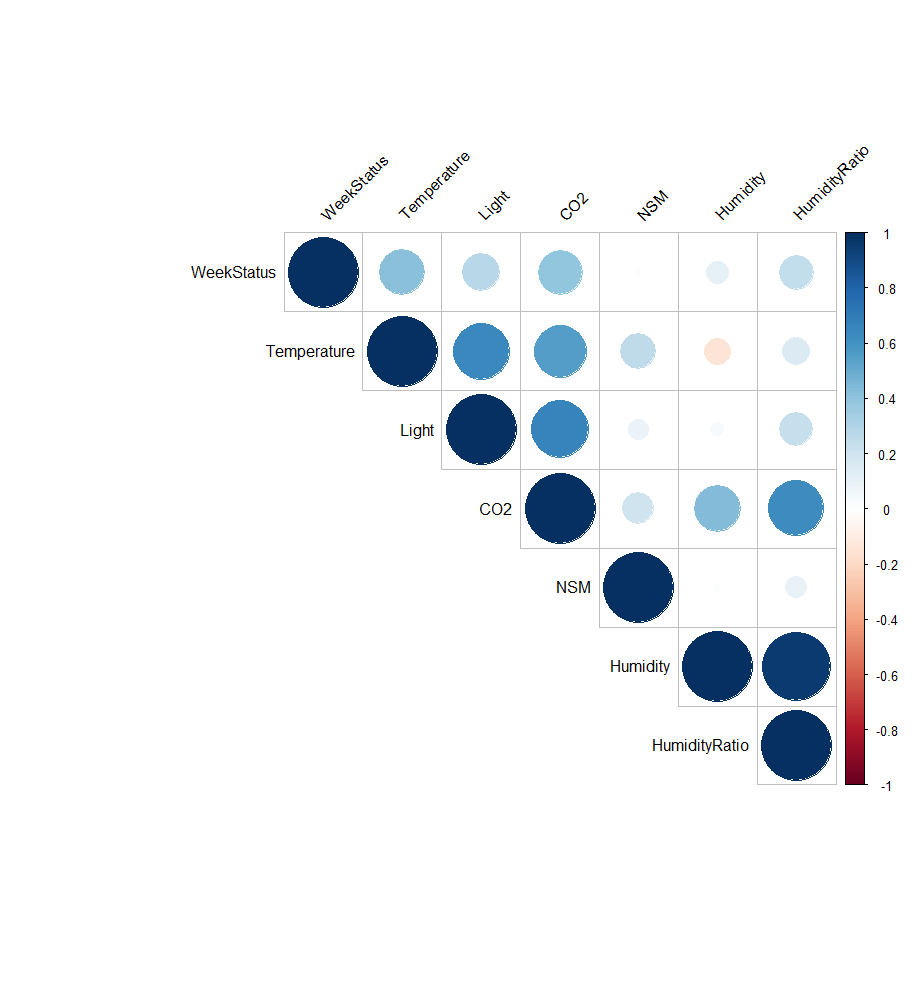 WeekStatus
Temperature
Light
CO2
NSM
Humidity
HumidityRatio
WeekStatus
Temperature
Light
CO2
NSM
Humidity
HumidityRatio
1
0.8
0.6
0.4
0.2
0
-0.2
-0.4
-0.6
-0.8
-1